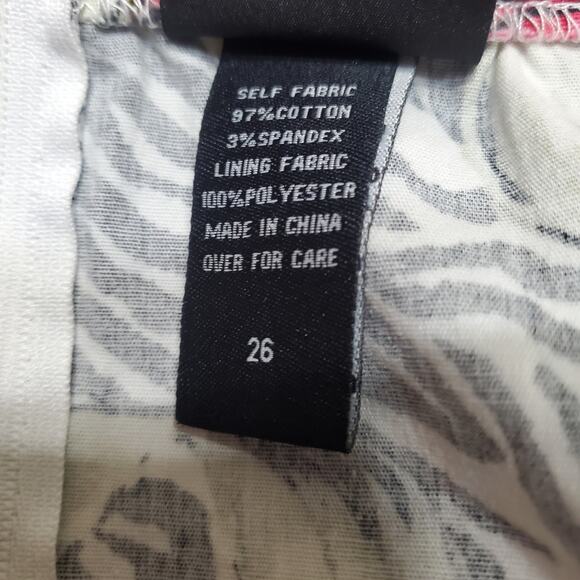 SELF FABRIC
97%COTTON
3%SPANDEX
LINING FABRIC
100%POLYESTER
MADE IN CHINA
OVER FOR CARE
26